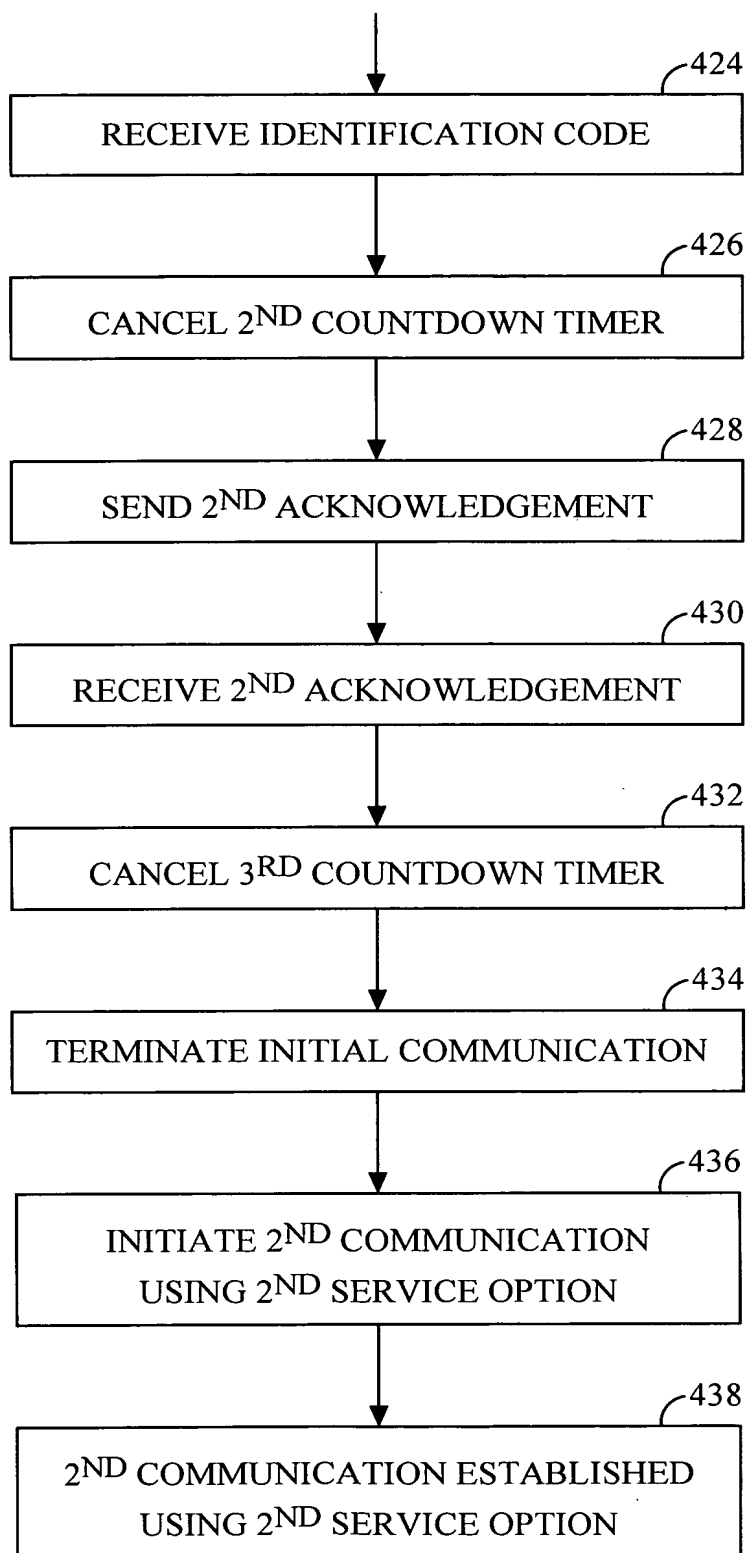 424
RECEIVE IDENTIFICATION CODE
426
CANCEL 2ND COUNTDOWN TIMER
428
SEND 2ND ACKNOWLEDGEMENT
430
RECEIVE 2ND ACKNOWLEDGEMENT
432
CANCEL 3RD COUNTDOWN TIMER
434
TERMINATE INITIAL COMMUNICATION
436
INITIATE 2ND COMMUNICATION
USING 2ND SERVICE OPTION
438
2ND COMMUNICATION ESTABLISHED
USING 2ND SERVICE OPTION